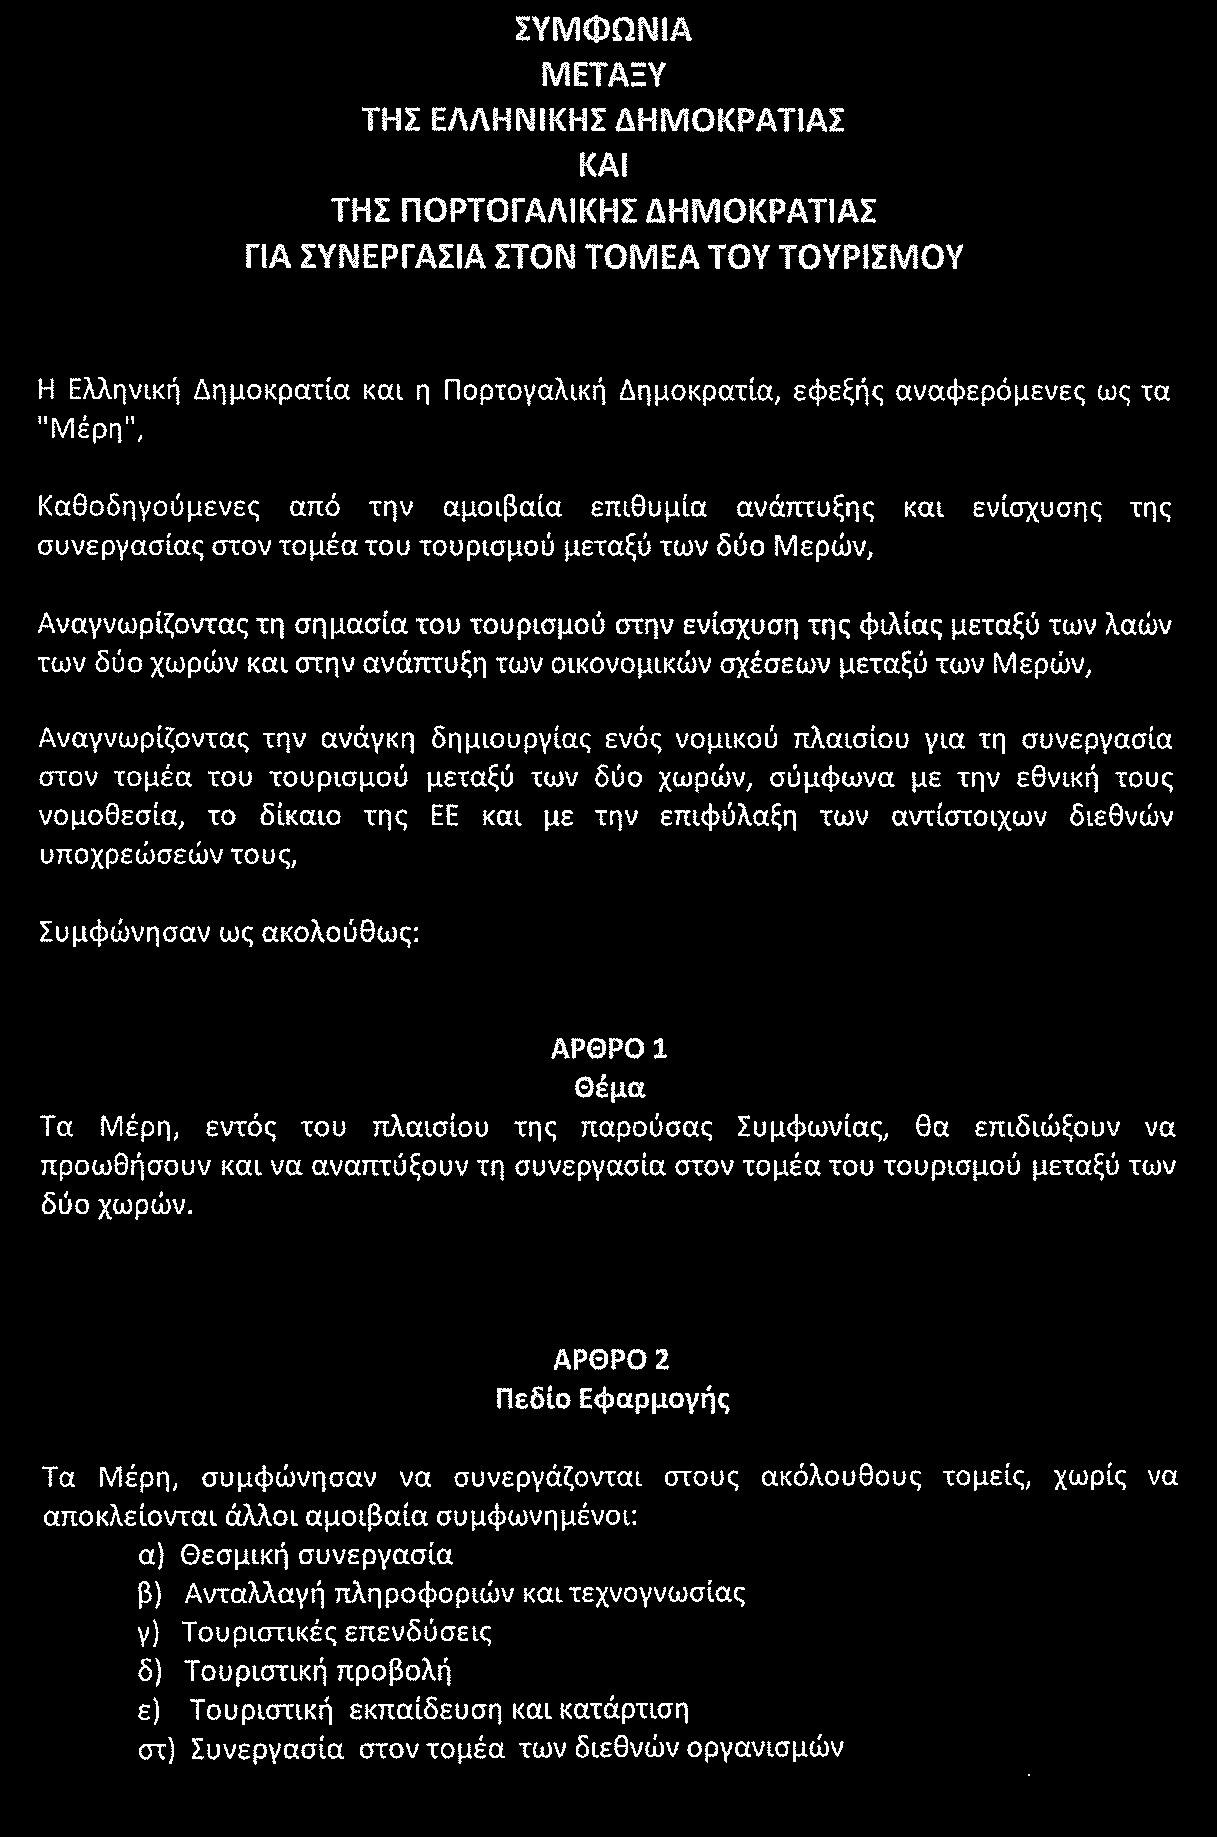 ΣΥΜΦΩΝΙΑ
ΜΕΤΑΞΥ
ΤΗΣ ΕΛΛΗΝΙΚΗΣ ΔΗΜΟΚΡΑΤΙΑΣ
ΚΑΙ
ΤΗΣ ΠΟΡΤΟΓΑΛΙΚΗΣ ΔΗΜΟΚΡΑΤΙΑΣ
ΓΙΑ ΣΥΝΕΡΓΑΣΙΑ ΣΤΟΝ ΤΟΜΕΑ ΤΟΥ ΤΟΥΡΙΣΜΟΥ
Η Ελληνική Δημοκρατία και η Πορτογαλική Δημοκρατία, εφεξής αναφερόμενες ως τα
"Μέρη",
Καθοδηγούμενες από την αμοιβαία επιθυμία ανάπτυξης και ενίσχυσης της
συνεργασίας στον τομέα του τουρισμού μεταξύ των δύο Μερών,
Αναγνωρίζοντας τη σημασία του τουρισμού στην ενίσχυση της φιλίας μεταξύ των λαών
των δύο χωρών και στην ανάπτυξη των οικονομικών σχέσεων μεταξύ των Μερών,
Αναγνωρίζοντας την ανάγκη δημιουργίας ενός νομικού πλαισίου για τη συνεργασία
στον τομέα του τουρισμού μεταξύ των δύο χωρών, σύμφωνα με την εθνική τους
νομοθεσία, το δίκαιο της ΕΕ και με την επιφύλαξη των αντίστοιχων διεθνών
υποχρεώσεών τους,
Συμφώνησαν ως ακολούθως:
ΑΡΘΡΟ 1
Θέμα
Τα Μέρη, εντός του πλαισίου της παρούσας Συμφωνίας, θα επιδιώξουν να
προωθήσουν και να αναπτύξουν τη συνεργασία στον τομέα του τουρισμού μεταξύ των
δύο χωρών.
ΑΡΘΡΟ 2
Πεδίο Εφαρμογής
Τα Μέρη, συμφώνησαν να συνεργάζονται στους ακόλουθους τομείς, χωρίς να
αποκλείονται άλλοι αμοιβαία συμφωνημένοι:
α) Θεσμική συνεργασία
β) Ανταλλαγή πληροφοριών και τεχνογνωσίας
γ) Τουριστικές επενδύσεις
δ) Τουριστική προβολή
ε) Τουριστική εκπαίδευση και κατάρτιση
στ) Συνεργασία στον τομέα των διεθνών οργανισμών